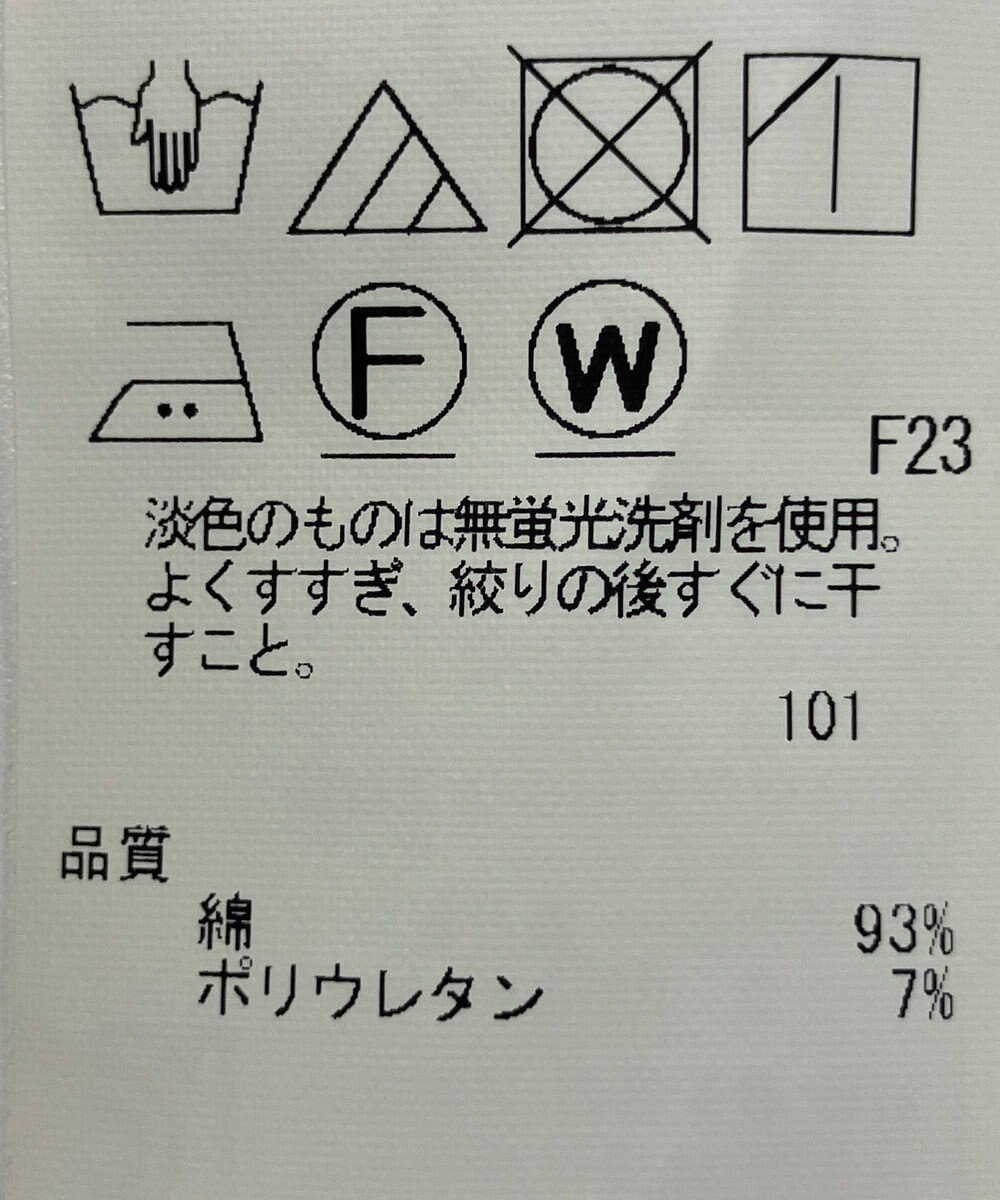 F
W
F23
淡色のものは無蛍光洗剤を使用。
よくすすぎ、絞りの後すぐに干
すこと。
101
品質
綿 93%
ポリウレタン 7%